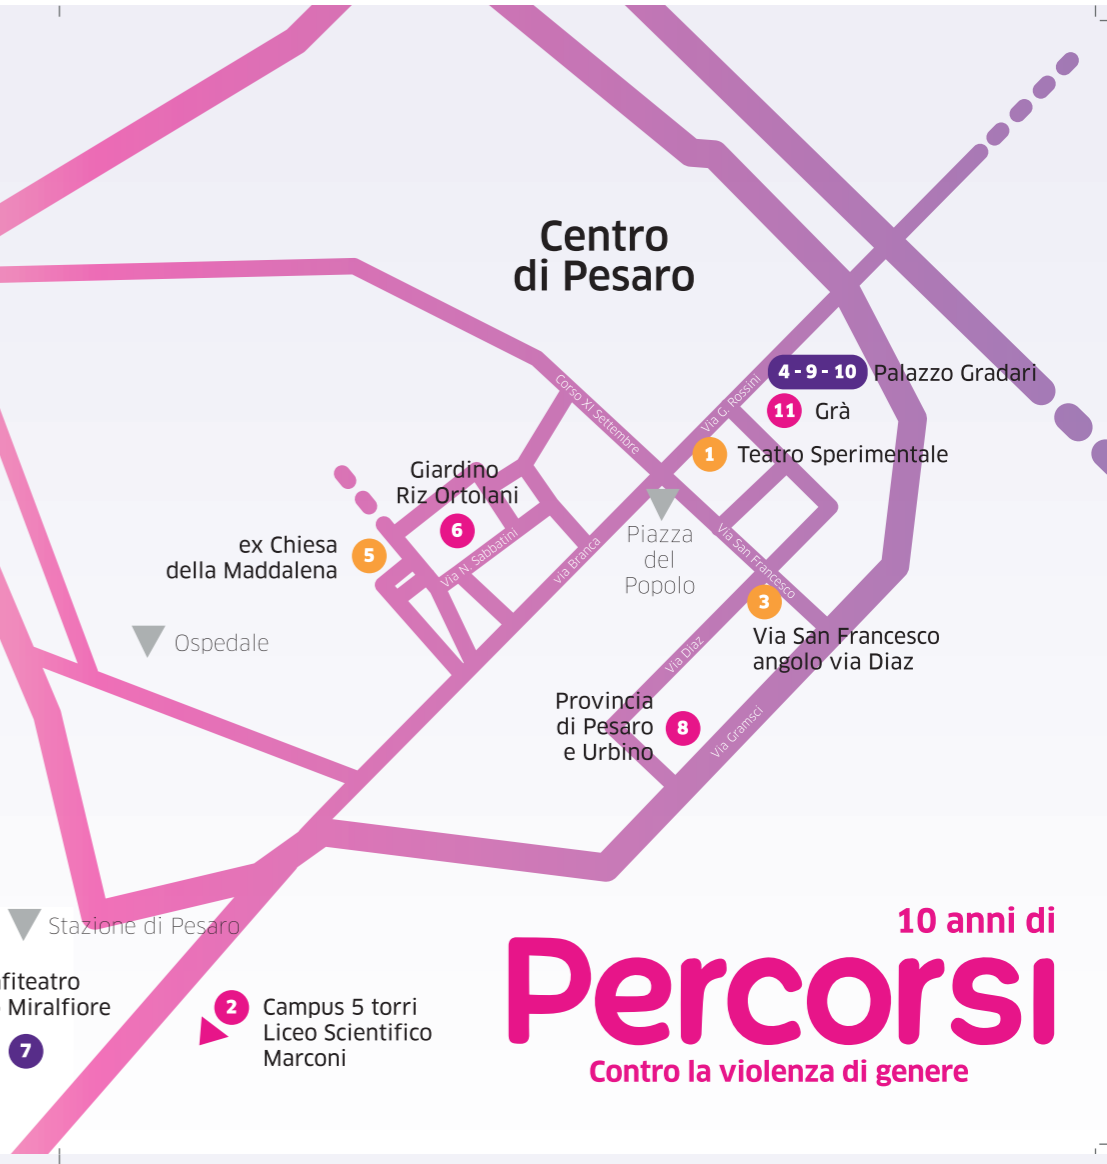 Centro
di Pesaro
Corso XI Settembre
Via G. Rossini
4 - 9 - 10 Palazzo Gradari
11 Grà
1 Teatro Sperimentale
Giardino
Riz Ortolani
6
ex Chiesa
della Maddalena
5
Via N. Sabbatini
via Branca
Piazza
del
Popolo
Via San Francesco
3
Via San Francesco
angolo via Diaz
Ospedale
Via Diaz
Provincia
di Pesaro
e Urbino
8
Via Gramsci
Stazione di Pesaro
fiteatro
Miralfiore
7
2 Campus 5 torri
Liceo Scientifico
Marconi
10 anni di
Percorsi
Contro la violenza di genere